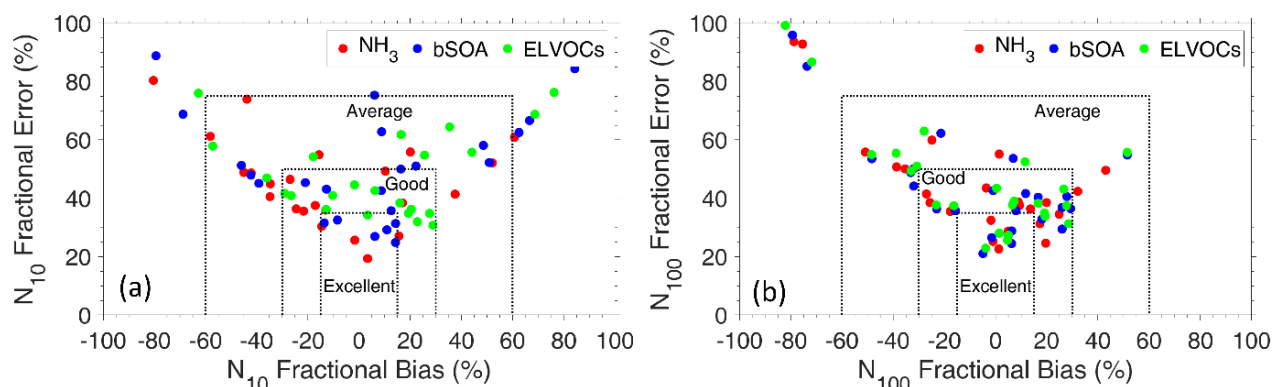 100
80
60
40
20
0
N10 Fractional Error (%)
NH3 bSOA ELVOCs
Average
Good
Excellent
(a)
-100 -80 -60 -40 -20 0 20 40 60 80 100
N10 Fractional Bias (%)
100
80
60
40
20
0
N100 Fractional Error (%)
NH3 bSOA ELVOCs
Average
Good
Excellent
(b)
-100 -80 -60 -40 -20 0 20 40 60 80 100
N100 Fractional Bias (%)